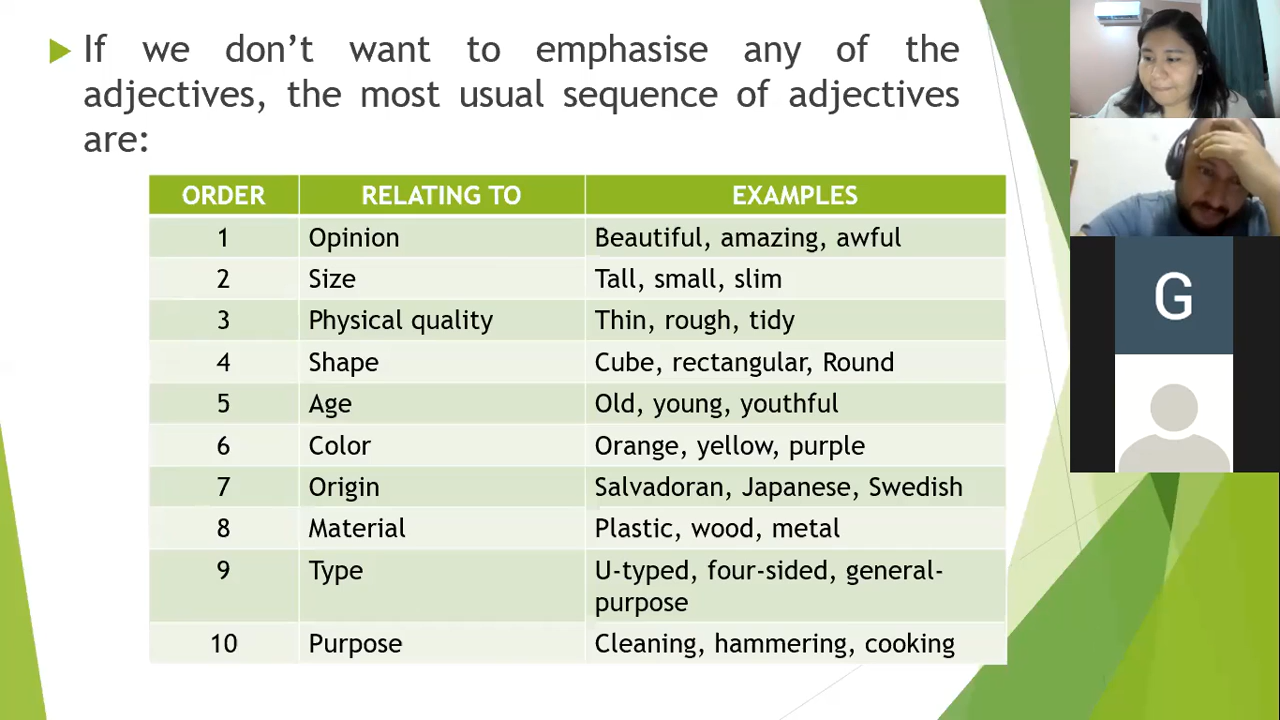 If we don’t want to emphasise any of the
adjectives, the most usual sequence of adjectives
are:
ORDER RELATING TO EXAMPLES
1 Opinion Beautiful, amazing, awful
2 Size Tall, small, slim
3 Physical quality Thin, rough, tidy
4 Shape Cube, rectangular, Round
5 Age Old, young, youthful
6 Color Orange, yellow, purple
7 Origin Salvadoran, Japanese, Swedish
8 Material Plastic, wood, metal
9 Type U-typed, four-sided, general-
purpose
10 Purpose Cleaning, hammering, cooking
G